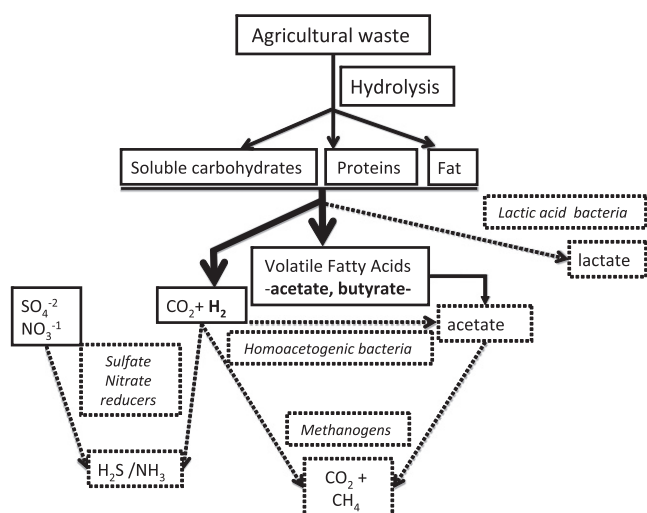 Agricultural waste
Hydrolysis
Soluble carbohydrates
Proteins
Fat
Lactic acid bacteria
lactate
Volatile Fatty Acids
-acetate, butyrate-
SO₄⁻²
NO₃⁻¹
CO₂+ H₂
acetate
Homoacetogenic bacteria
Sulfate
Nitrate
reducers
Methanogens
H₂S /NH₃
CO₂ +
CH₄